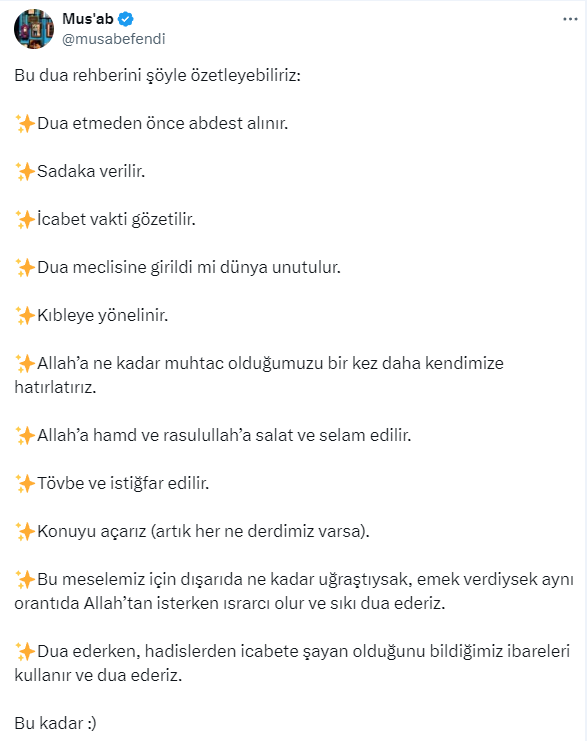 Mus'ab
@musabefendi
Bu dua rehberini şöyle özetleyebiliriz:
✨Dua etmeden önce abdest alınır.
✨Sadaka verilir.
✨İcabet vakti gözetilir.
✨Dua meclisine girildi mi dünya unutulur.
✨Kıbleye yönelinir.
✨Allah’a ne kadar muhtac olduğumuzu bir kez daha kendimize
hatırlatırız.
✨Allah’a hamd ve rasulullah’a salat ve selam edilir.
✨Tövbe ve istiğfar edilir.
✨Konuyu açarız (artık her ne derdimiz varsa).
✨Bu meselemiz için dışarıda ne kadar uğraştıysak, emek verdiysek aynı
orantıda Allah’tan isterken ısrarcı olur ve sıkı dua ederiz.
✨Dua ederken, hadislerden icabete şayan olduğunu bildiğimiz ibareleri
kullanır ve dua ederiz.
Bu kadar :)